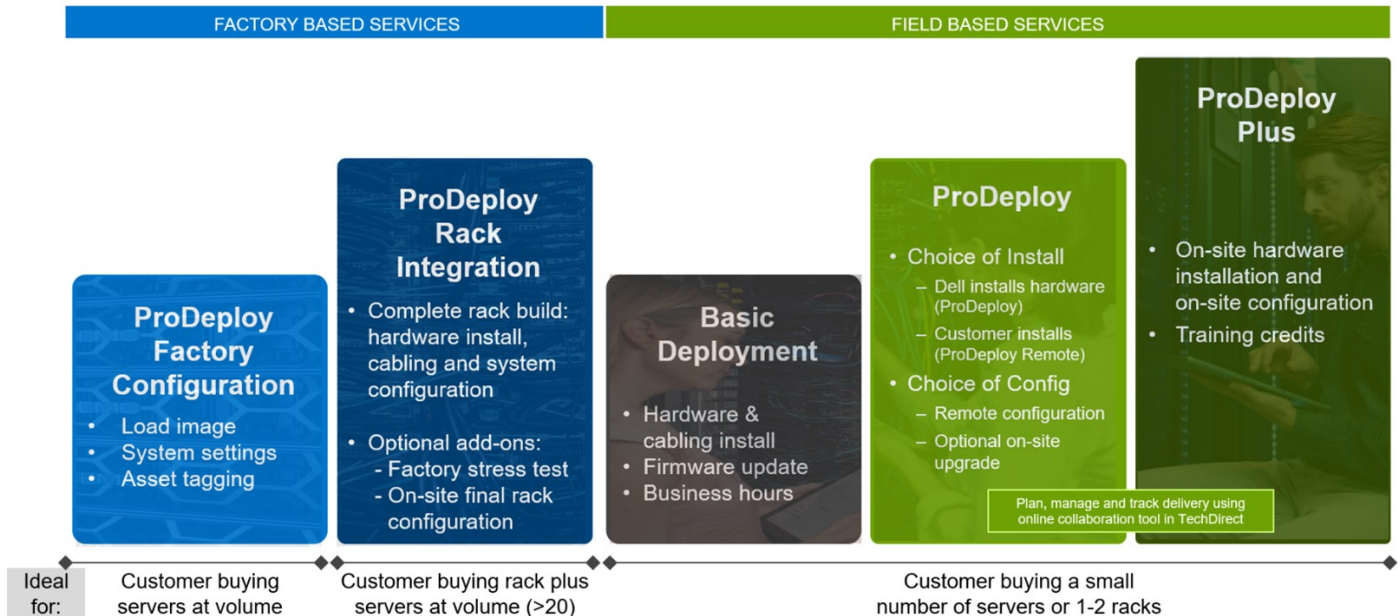 FACTORY BASED SERVICES
FIELD BASED SERVICES
ProDeploy
Factory
Configuration
• Load image
• System settings
• Asset tagging
ProDeploy
Rack
Integration
• Complete rack build:
hardware install,
cabling and system
configuration
• Optional add-ons:
- Factory stress test
- On-site final rack
configuration
Basic
Deployment
• Hardware &
cabling install
• Firmware update
• Business hours
ProDeploy
• Choice of Install
– Dell installs hardware
(ProDeploy)
– Customer installs
(ProDeploy Remote)
• Choice of Config
– Remote configuration
– Optional on-site
upgrade
ProDeploy
Plus
• On-site hardware
installation and
on-site configuration
• Training credits
Plan, manage and track delivery using
online collaboration tool in TechDirect
Ideal
for:
Customer buying
servers at volume
Customer buying rack plus
servers at volume (>20)
Customer buying a small
number of servers or 1-2 racks